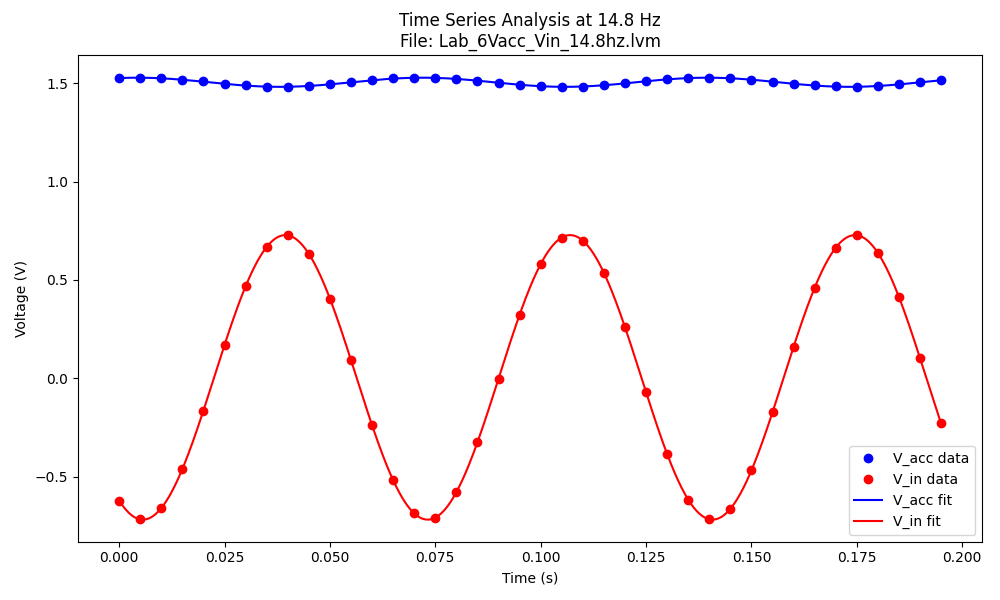 Time Series Analysis at 14.8 Hz
File: Lab_6Vacc_Vin_14.8hz.lvm
Voltage (V)
1.5
1.0
0.5
0.0
−0.5
V_acc data
V_in data
V_acc fit
V_in fit
0.000 0.025 0.050 0.075 0.100 0.125 0.150 0.175 0.200
Time (s)